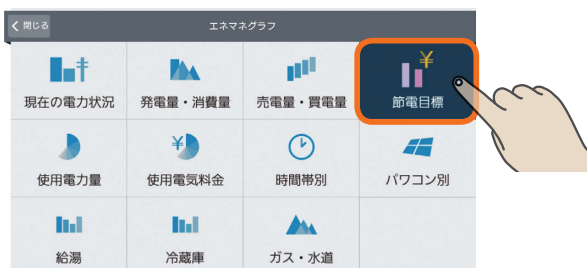 閉じる
エネマネグラフ
現在の電力状況
発電量・消費量
売電量・買電量
¥
節電目標
使用電力量
¥
使用電気料金
時間帯別
パワコン別
給湯
冷蔵庫
ガス・水道